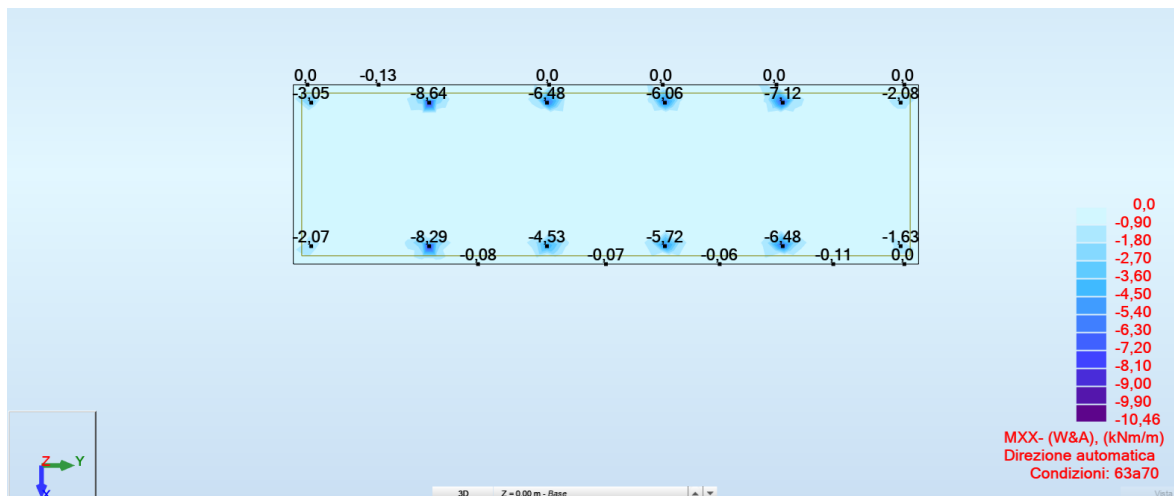 0,0 -0,13 0,0 0,0 0,0 0,0
-3,05 -8,64 -6,48 -6,06 -7,12 -2,08
-2,07 -8,29 -4,53 -5,72 -6,48 -1,63
-0,08 -0,07 -0,06 -0,11 0,0
0,0
-0,90
-1,80
-2,70
-3,60
-4,50
-5,40
-6,30
-7,20
-8,10
-9,00
-9,90
-10,46
MXX- (W&A), (kNm/m)
Direzione automatica
Condizioni: 63a70
Z Y
X
3D Z = 0.00 m - Base
Vista